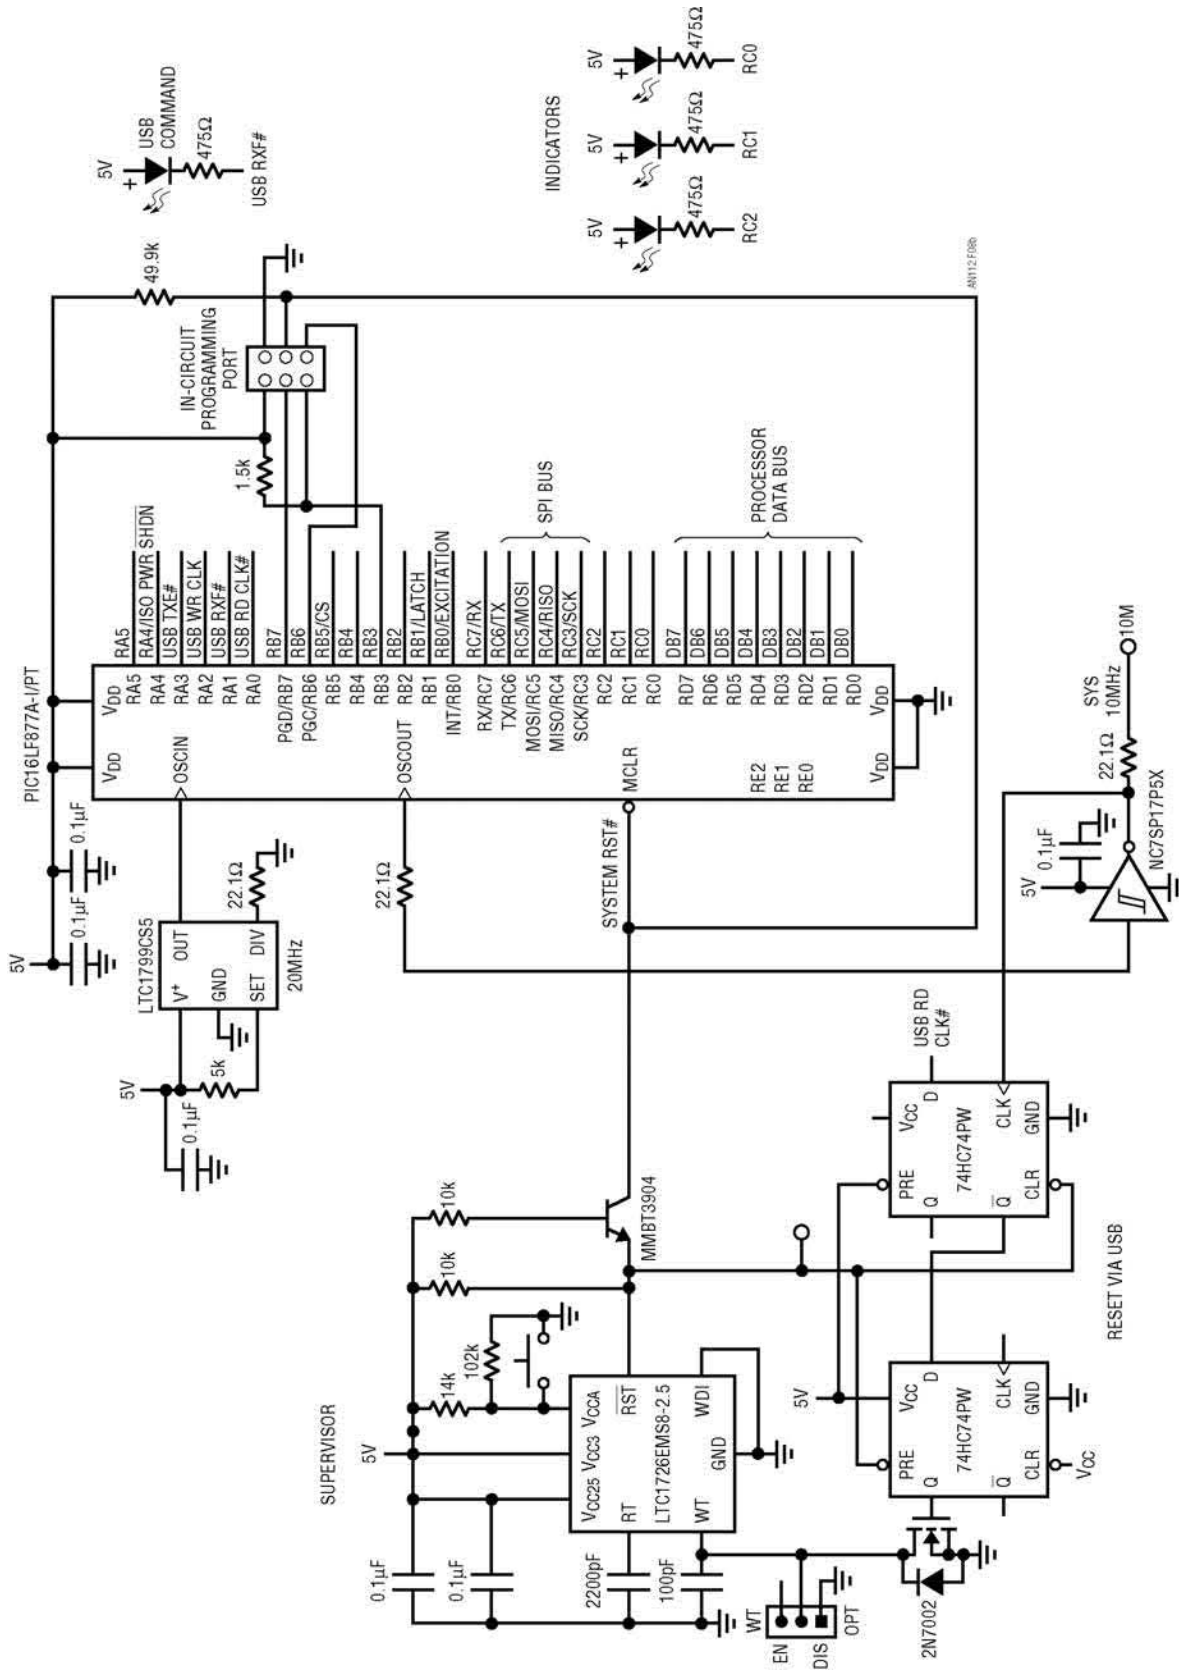 5V
0.1µF
0.1µF
PIC16LF877A-I/PT
5V
0.1µF
LTC1799CS5
V+
OUT
GND
SET
DIV
20MHz
5k
22.1Ω
VDD
VDD
OSCIN
OSCOUT
MCLR
RE2
RE1
RE0
VDD
VDD
RA5
RA4
RA3
RA2
RA1
RA0
PGD/RB7
PGC/RB6
RB5
RB4
RB3
RB2
RB1
INT/RB0
RX/RC7
TX/RC6
MOSI/RC5
MISO/RC4
SCK/RC3
RC2
RC1
RC0
RD7
RD6
RD5
RD4
RD3
RD2
RD1
RD0
RA5
RA4/ISO PWR SHDN
USB TXE#
USB WR CLK
USB RXF#
USB RD CLK#
RB7
RB6
RB5/CS
RB4
RB3
RB2
RB1/LATCH
RB0/EXCITATION
RC7/RX
RC6/TX
RC5/MOSI
RC4/RISO
RC3/SCK
RC2
RC1
RC0
DB7
DB6
DB5
DB4
DB3
DB2
DB1
DB0
SPI BUS
PROCESSOR
DATA BUS
1.5k
IN-CIRCUIT
PROGRAMMING
PORT
49.9k
5V
+
USB
COMMAND
475Ω
USB RXF#
INDICATORS
5V
+
475Ω
RC2
5V
+
475Ω
RC1
5V
+
475Ω
RC0
AN112 F08b
22.1Ω
SYSTEM RST#
5V
0.1µF
NC7SP17P5X
22.1Ω
SYS
10MHz
10M
SUPERVISOR
5V
0.1µF
0.1µF
14k
102k
10k
10k
MMBT3904
VCC25
VCC3
VCCA
RT
RST
LTC1726EMS8-2.5
WT
GND
WDI
2200pF
100pF
WT
EN
DIS
OPT
2N7002
5V
PRE
VCC
Q
D
74HC74PW
Q
CLK
CLR
GND
VCC
RESET VIA USB
PRE
VCC
Q
D
74HC74PW
Q
CLK
CLR
GND
USB RD
CLK#